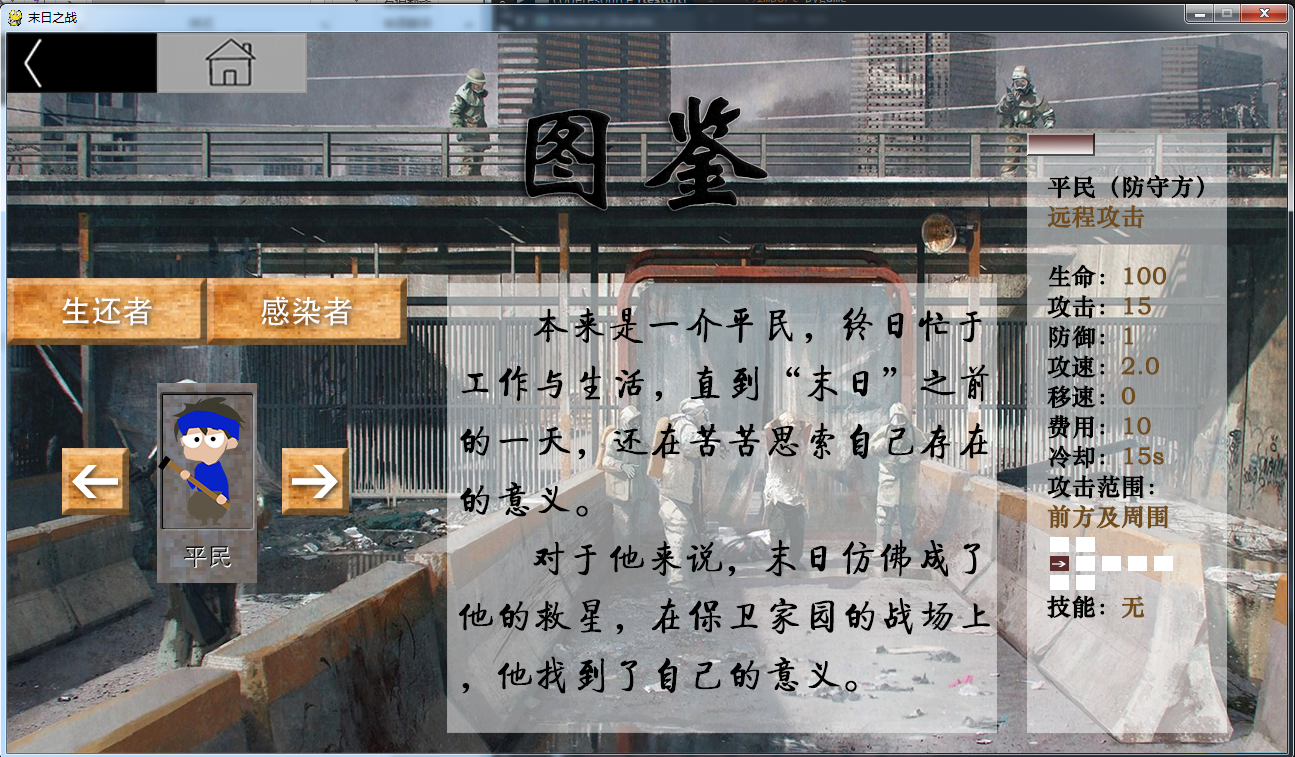 末日之战
图鉴
生还者
感染者
平民
本来是一介平民，终日忙于
工作与生活，直到“末日”之前
的一天，还在苦苦思索自己存在
的意义。
对于他来说，末日仿佛成了
他的救星，在保卫家园的战场上
，他找到了自己的意义。
平民（防守方）
远程攻击
生命：100
攻击：15
防御：1
攻速：2.0
移速：0
费用：10
冷却：15s
攻击范围：
前方及周围
技能：无